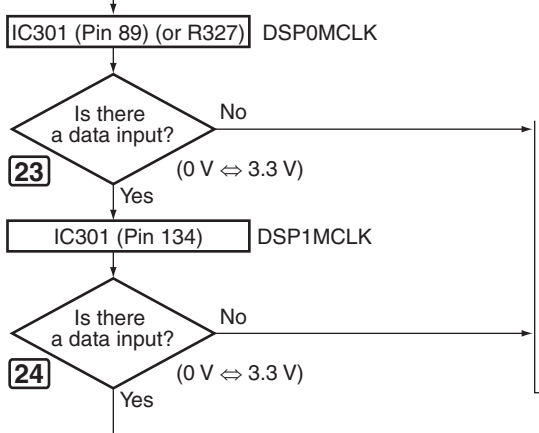 IC301 (Pin 89) (or R327) DSP0MCLK
Is there
a data input?
No
23
(0 V ⇔ 3.3 V)
Yes
IC301 (Pin 134) DSP1MCLK
Is there
a data input?
No
24
(0 V ⇔ 3.3 V)
Yes